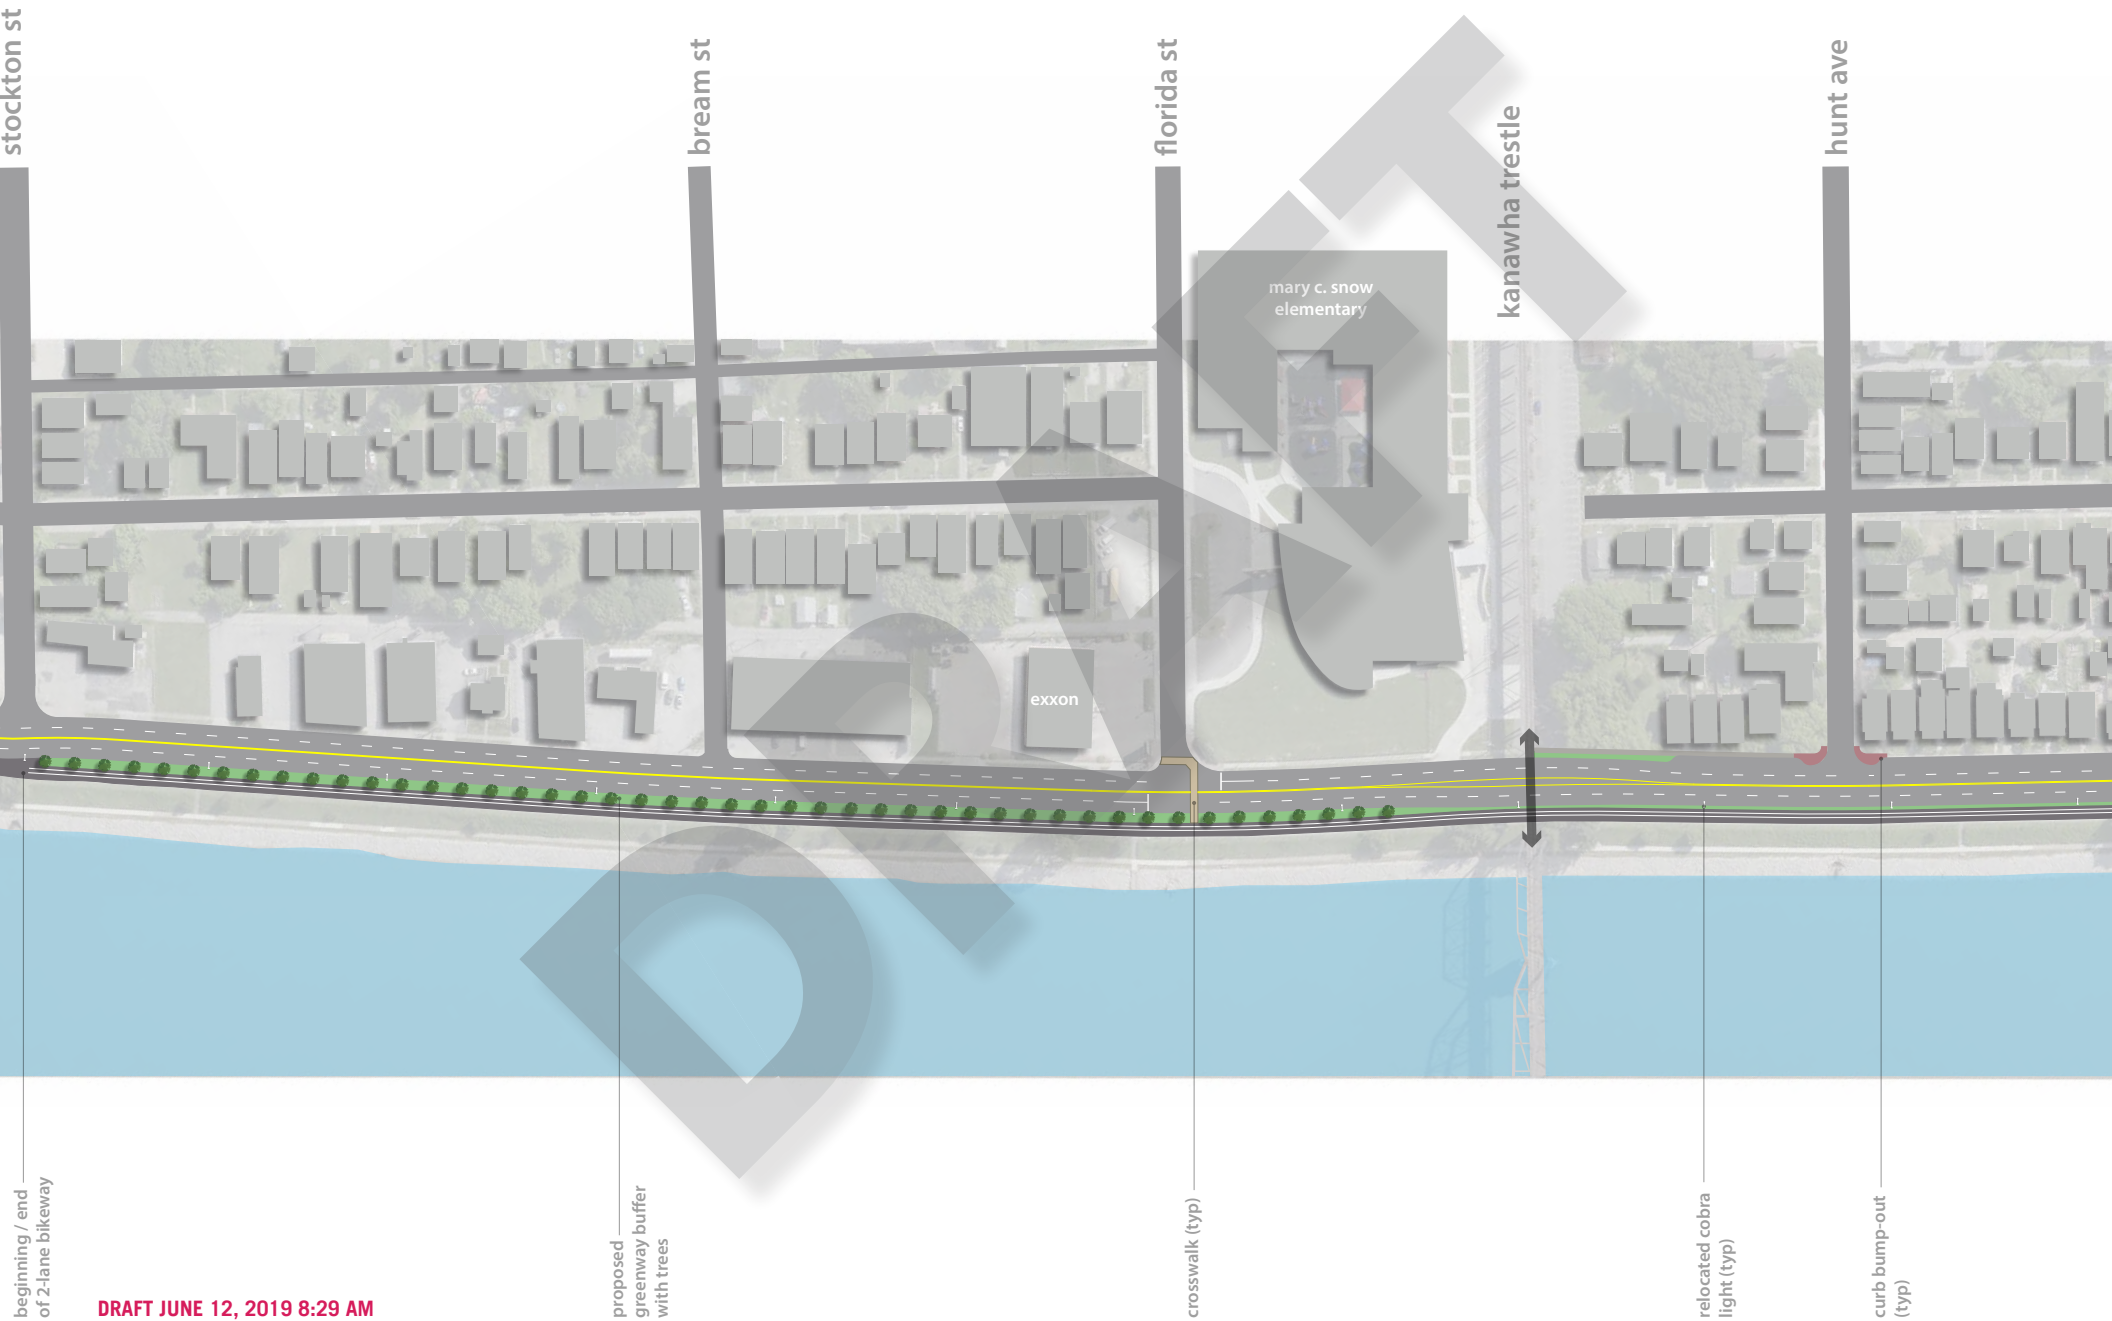 stockton st
bream st
florida st
kanawha trestle
hunt ave
mary c. snow
elementary
exxon
DRAFT
beginning / end
of 2-lane bikeway
proposed
greenway buffer
with trees
crosswalk (typ)
relocated cobra
light (typ)
curb bump-out
(typ)
DRAFT JUNE 12, 2019 8:29 AM